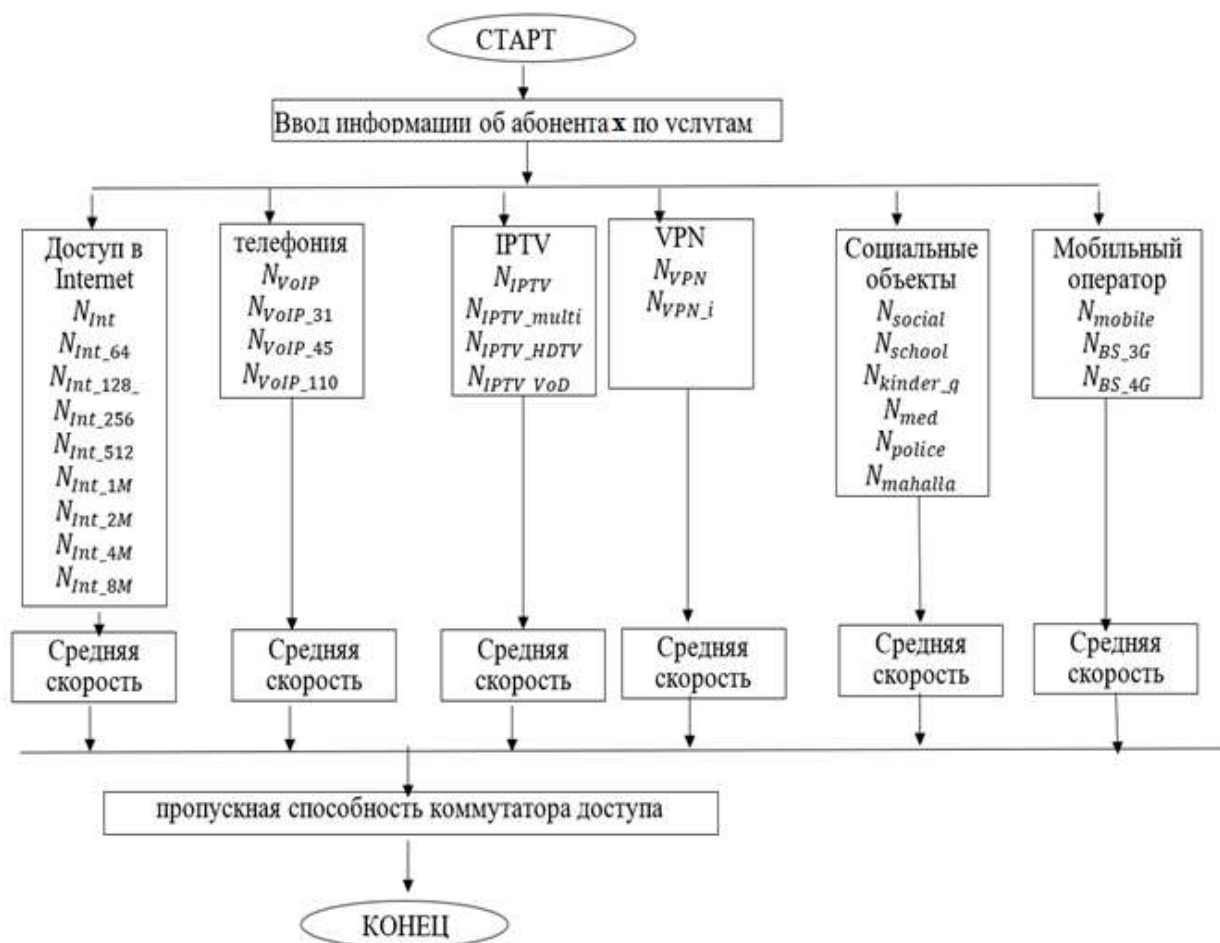 СТАРТ
Ввод информации об абонентах по услугам
Доступ в
Internet
N_Int
N_Int_64
N_Int_128_
N_Int_256
N_Int_512
N_Int_1M
N_Int_2M
N_Int_4M
N_Int_8M
телефония
N_VoIP
N_VoIP_31
N_VoIP_45
N_VoIP_110
IPTV
N_IPTV
N_IPTV_multi
N_IPTV_HDTV
N_IPTV_VoD
VPN
N_VPN
N_VPN_i
Социальные
объекты
N_social
N_school
N_kinder_g
N_med
N_police
N_mahalla
Мобильный
оператор
N_mobile
N_BS_3G
N_BS_4G
Средняя
скорость
Средняя
скорость
Средняя
скорость
Средняя
скорость
Средняя
скорость
Средняя
скорость
пропускная способность коммутатора доступа
КОНЕЦ